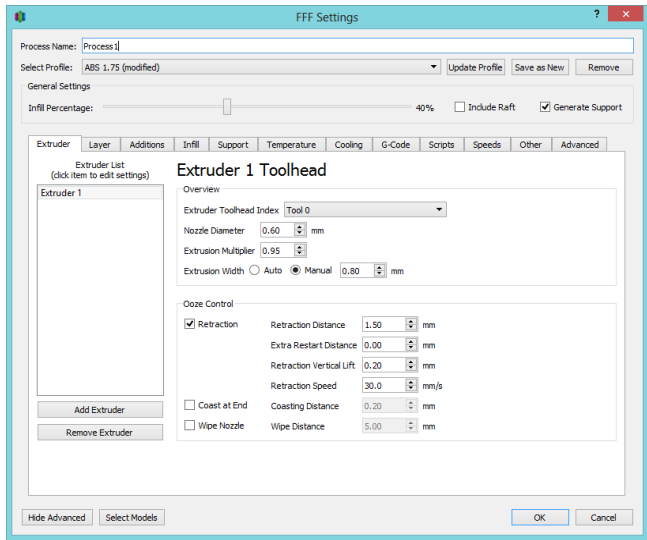 FFF Settings ? ×
Process Name: Process1
Select Profile: ABS 1.75 (modified) Update Profile Save as New Remove
General Settings
Infill Percentage: 40% Include Raft Generate Support
Extruder Layer Additions Infill Support Temperature Cooling G-Code Scripts Speeds Other Advanced
Extruder List
(click item to edit settings)
Extruder 1
Add Extruder
Remove Extruder
Extruder 1 Toolhead
Overview
Extruder Toolhead Index Tool 0
Nozzle Diameter 0.60 mm
Extrusion Multiplier 0.95
Extrusion Width Auto Manual 0.80 mm
Ooze Control
Retraction Retraction Distance 1.50 mm
Extra Restart Distance 0.00 mm
Retraction Vertical Lift 0.20 mm
Retraction Speed 30.0 mm/s
Coast at End Coasting Distance 0.20 mm
Wipe Nozzle Wipe Distance 5.00 mm
Hide Advanced Select Models OK Cancel